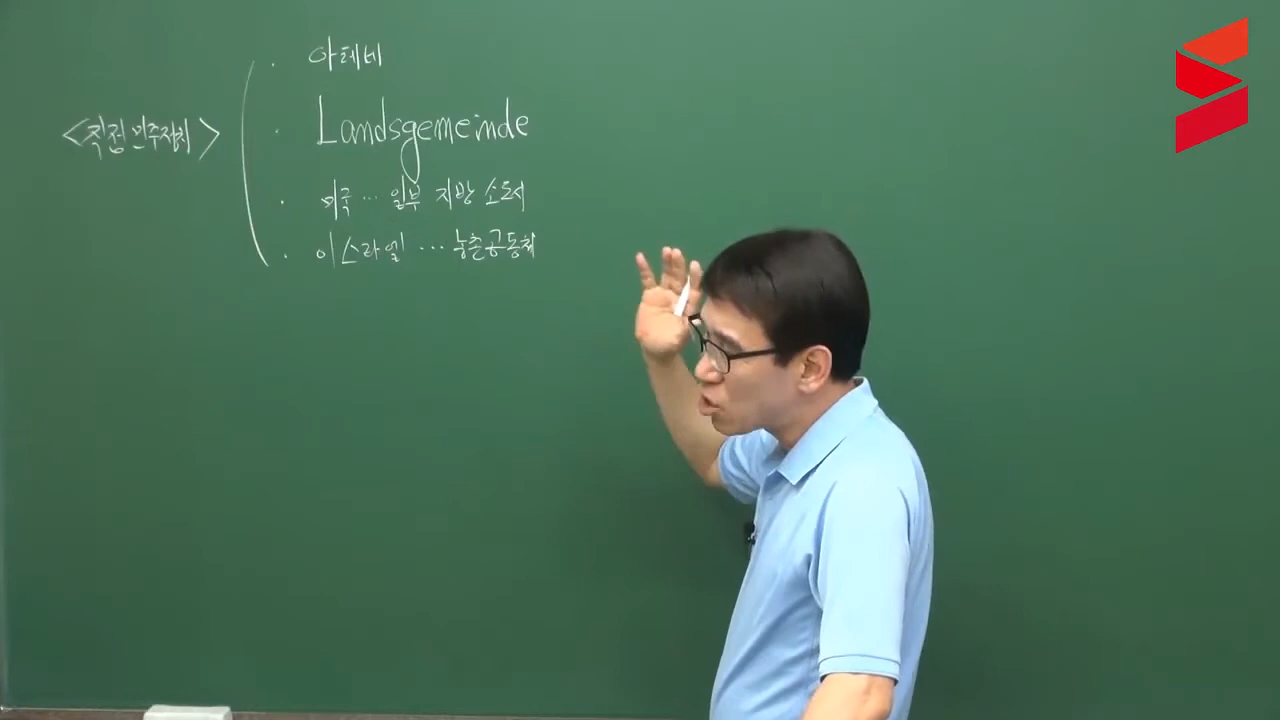 아테네
<직접민주정치>
Landsgemeinde
미국 … 일부 지방 소도시
이스라엘 … 농촌공동체